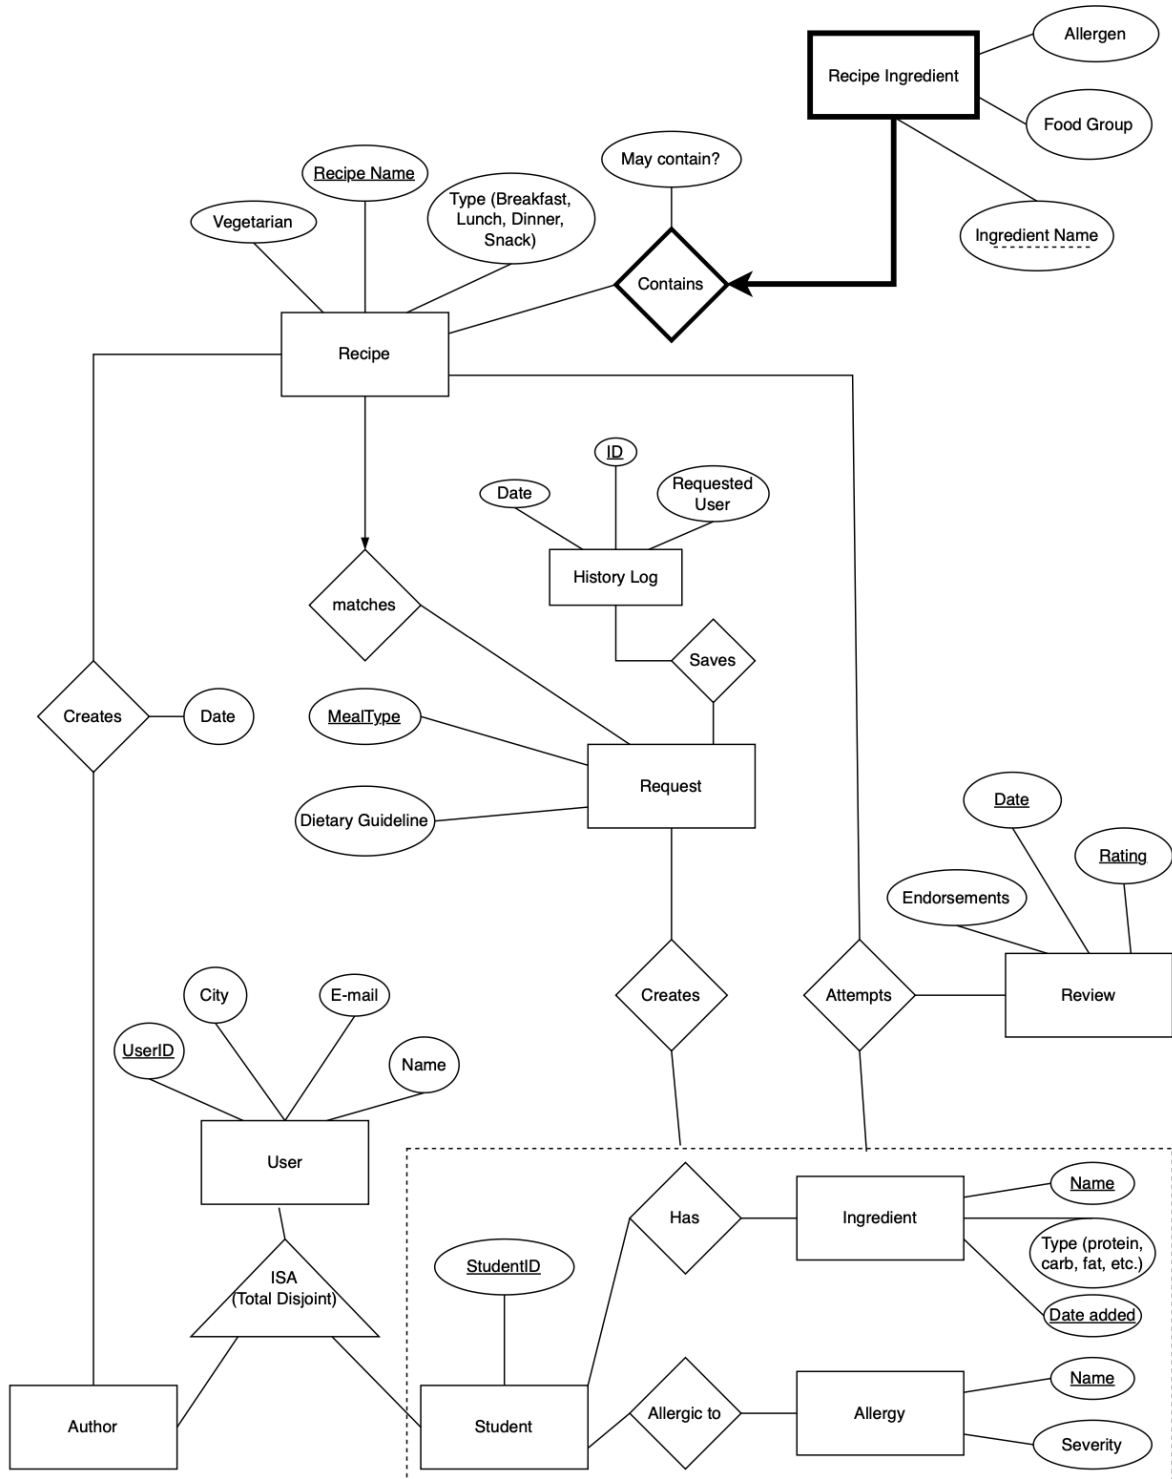 Allergen
Recipe Ingredient
Food Group
May contain?
Recipe Name
Type (Breakfast,
Lunch, Dinner,
Snack)
Vegetarian
Ingredient Name
Contains
Recipe
ID
Date
Requested
User
History Log
matches
Saves
Creates
Date
MealType
Request
Dietary Guideline
Date
Rating
Endorsements
City
E-mail
Creates
Attempts
Review
UserID
Name
User
Has
Ingredient
Name
Type (protein,
carb, fat, etc.)
StudentID
ISA
(Total Disjoint)
Date added
Name
Author
Student
Allergic to
Allergy
Severity